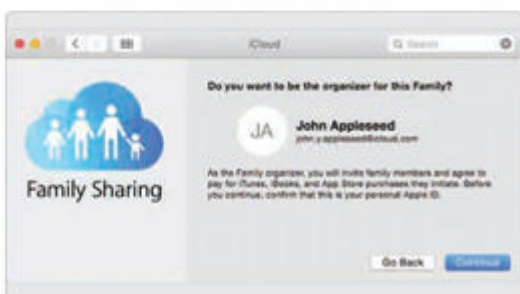 iCloud
Search
Do you want to be the organizer for this Family?
JA
John Appleseed
john.y.appleseed@icloud.com
As the Family organizer, you will invite family members and agree to
pay for iTunes, iBooks, and App Store purchases they initiate. Before
you continue, confirm that this is your personal Apple ID.
Family Sharing
Go Back
Continue